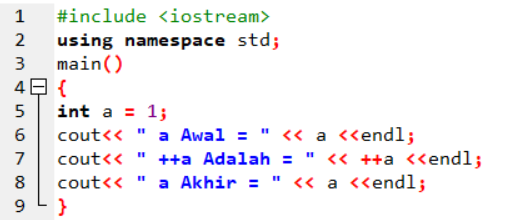 1 #include <iostream>
2 using namespace std;
3 main()
4 {
5 int a = 1;
6 cout<< " a Awal = " << a <<endl;
7 cout<< " ++a Adalah = " << ++a <<endl;
8 cout<< " a Akhir = " << a <<endl;
9 }